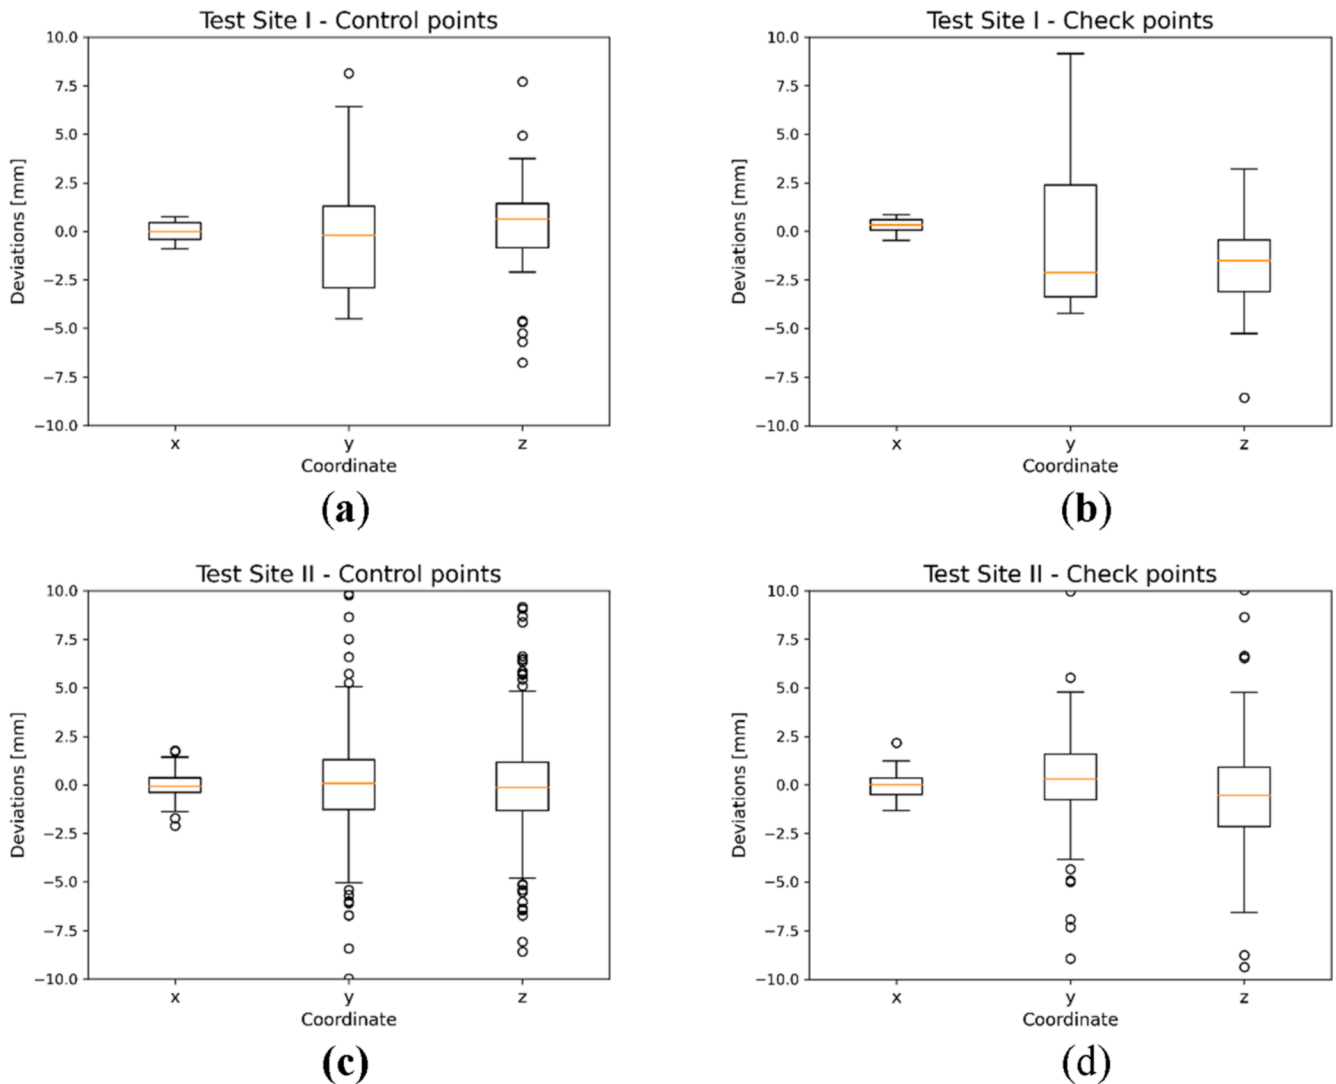 Test Site I - Control points
10.0
7.5
5.0
2.5
0.0
−2.5
−5.0
−7.5
−10.0
Deviations [mm]
x y z
Coordinate
(a)
Test Site I - Check points
10.0
7.5
5.0
2.5
0.0
−2.5
−5.0
−7.5
−10.0
Deviations [mm]
x y z
Coordinate
(b)
Test Site II - Control points
10.0
7.5
5.0
2.5
0.0
−2.5
−5.0
−7.5
−10.0
Deviations [mm]
x y z
Coordinate
(c)
Test Site II - Check points
10.0
7.5
5.0
2.5
0.0
−2.5
−5.0
−7.5
−10.0
Deviations [mm]
x y z
Coordinate
(d)